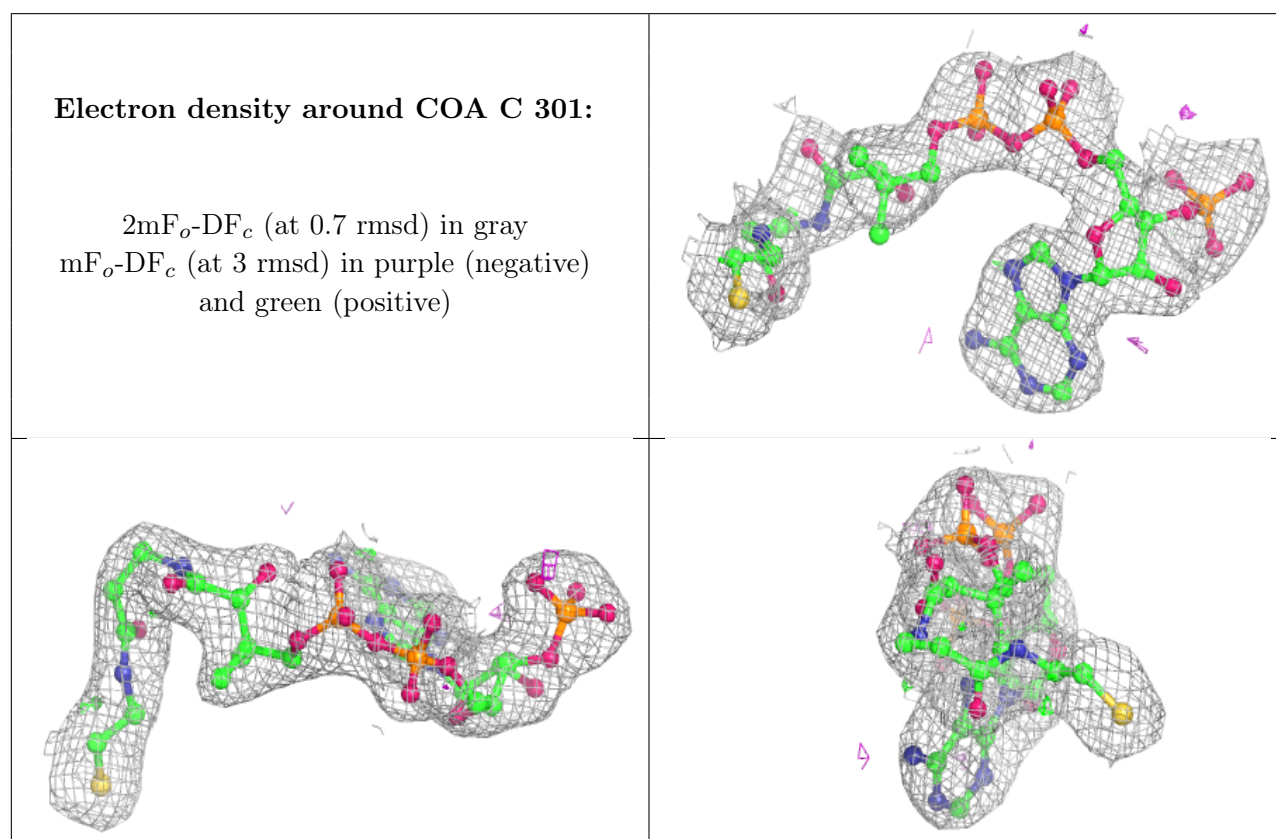 Electron density around COA C 301:
2mFo-DFc (at 0.7 rmsd) in gray
mFo-DFc (at 3 rmsd) in purple (negative)
and green (positive)